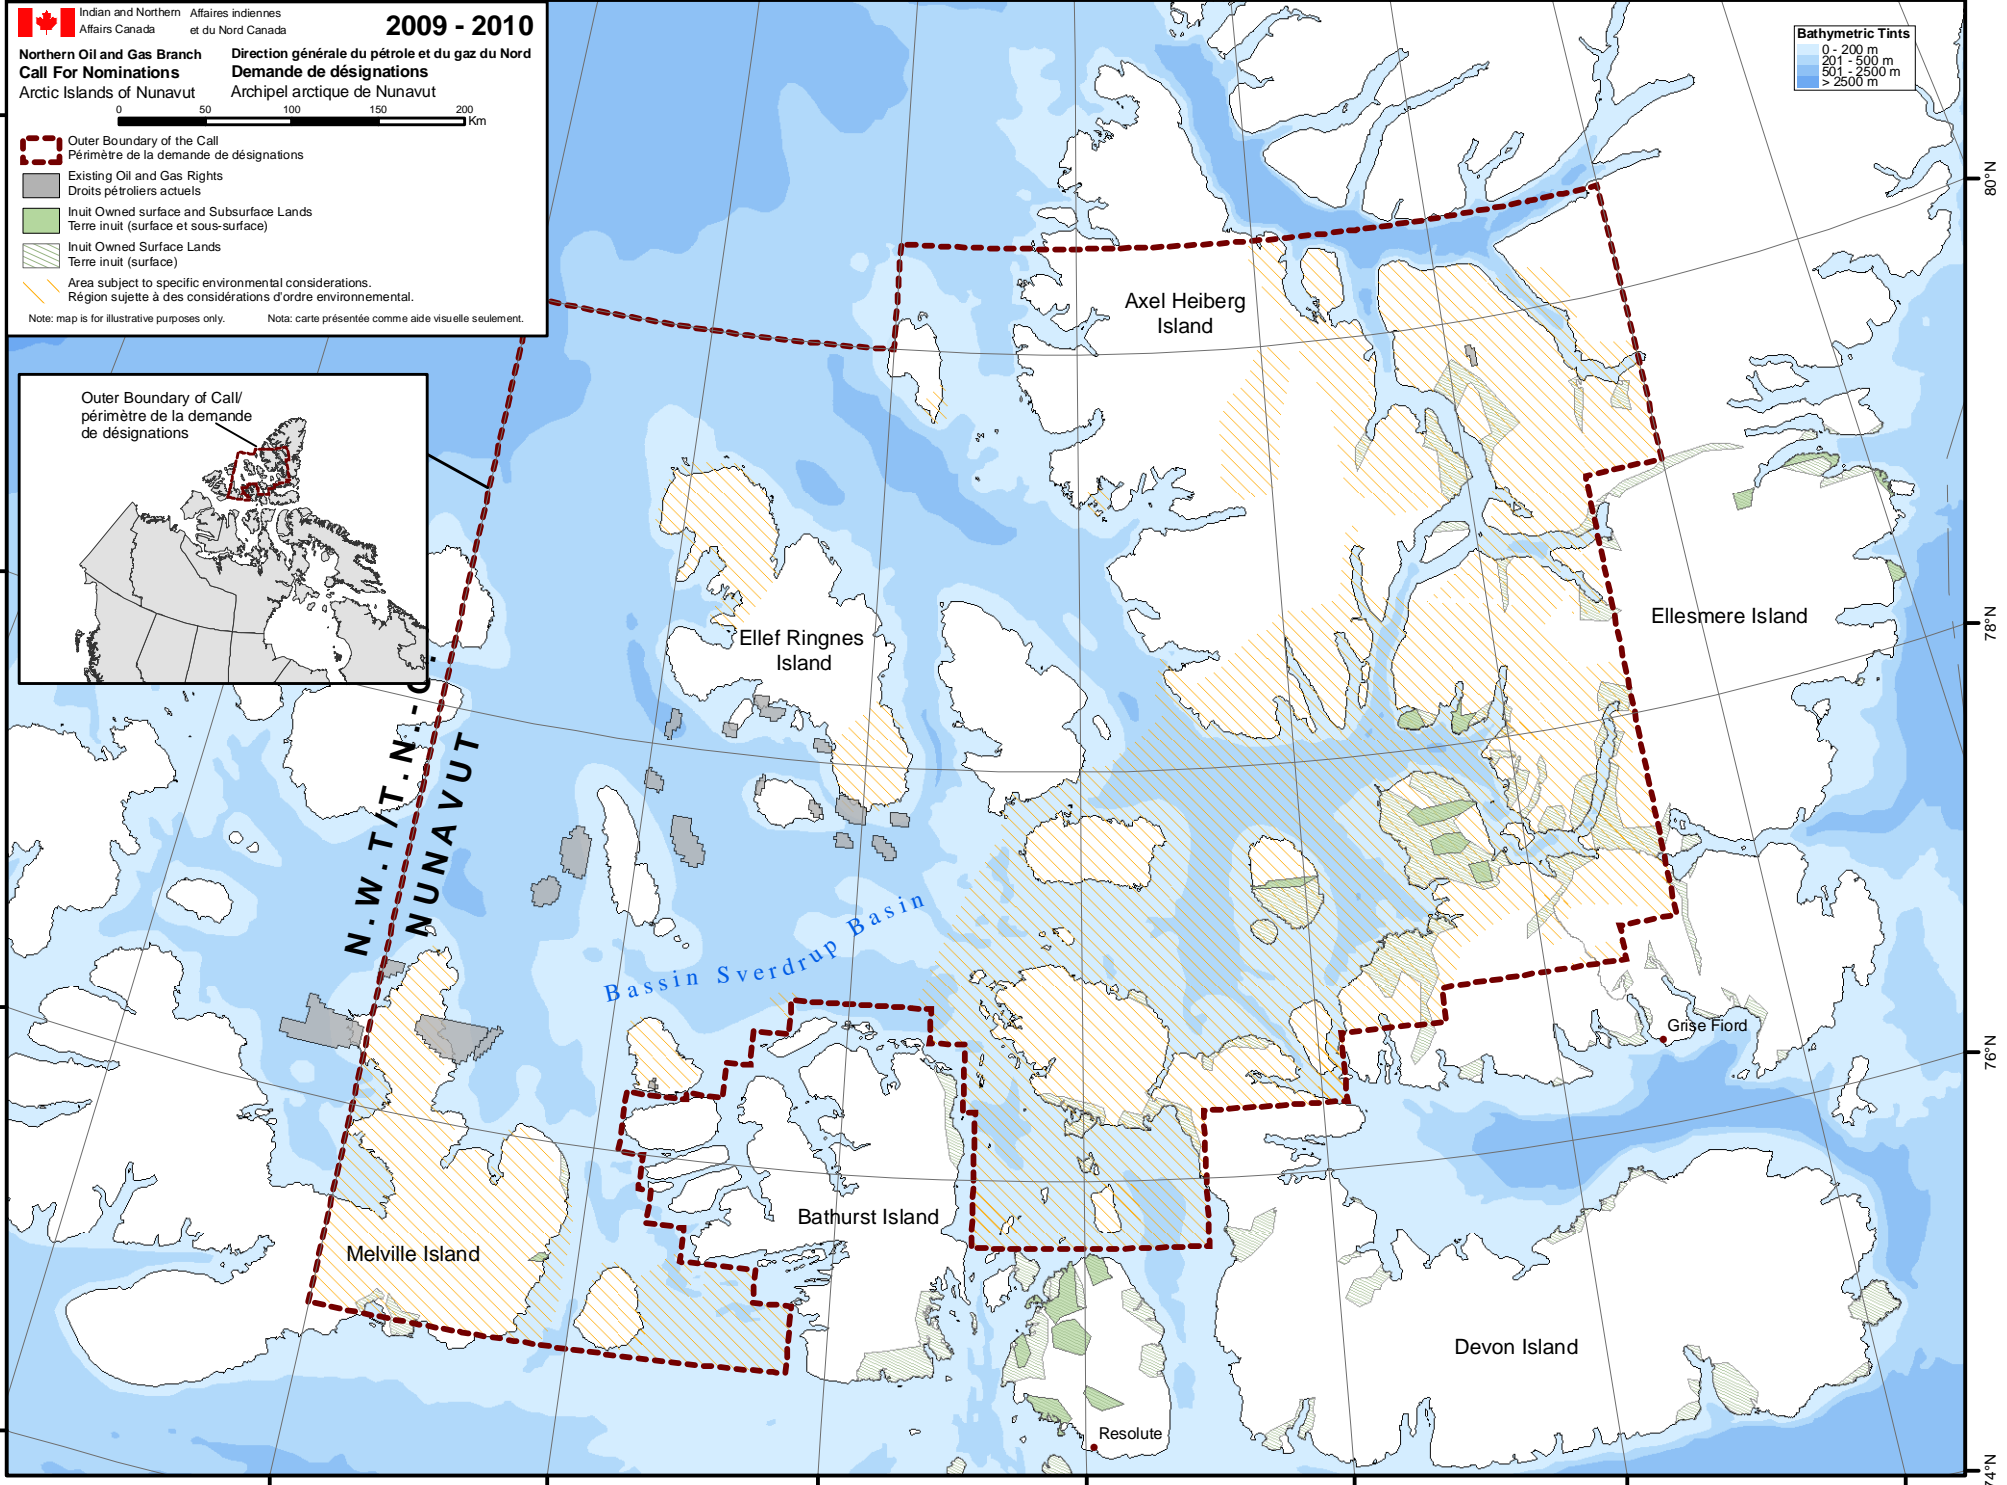 Indian and Northern
Affairs Canada
Affaires indiennes
et du Nord Canada
2009 - 2010
Northern Oil and Gas Branch
Call For Nominations
Arctic Islands of Nunavut
Direction générale du pétrole et du gaz du Nord
Demande de désignations
Archipel arctique de Nunavut
0 50 100 150 200
Km
Outer Boundary of the Call
Périmètre de la demande de désignations
Existing Oil and Gas Rights
Droits pétroliers actuels
Inuit Owned surface and Subsurface Lands
Terre inuit (surface et sous-surface)
Inuit Owned Surface Lands
Terre inuit (surface)
Area subject to specific environmental considerations.
Région sujette à des considérations d'ordre environnemental.
Note: map is for illustrative purposes only.
Nota: carte présentée comme aide visuelle seulement.
Bathymetric Tints
0 - 200 m
201 - 500 m
501 - 2500 m
> 2500 m
Outer Boundary of Call/
périmètre de la demande
de désignations
80°N
Axel Heiberg
Island
78°N
Ellesmere Island
Ellef Ringnes
Island
N.W.T/T.N.-O.
NUNAVUT
Bassin Sverdrup Basin
76°N
Grise Fiord
Bathurst Island
Melville Island
Devon Island
Resolute
74°N